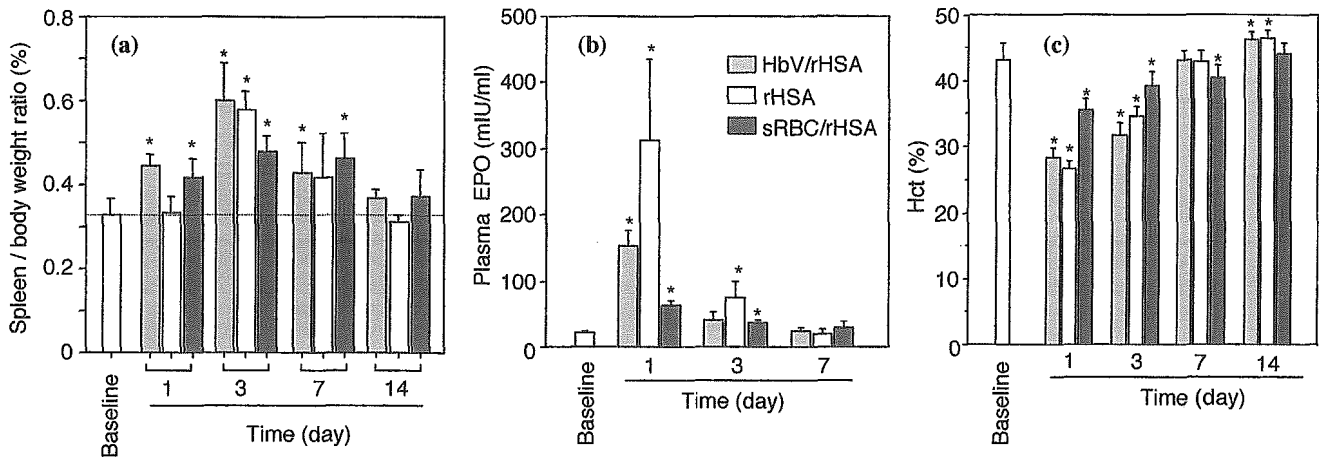 (a)
Spleen / body weight ratio (%)
0.8
0.6
0.4
0.2
0
* * * * * * *
Baseline
1 3 7 14
Time (day)
(b)
Plasma EPO (mIU/ml)
500
400
300
200
100
0
HbV/rHSA
rHSA
sRBC/rHSA
* * * * *
Baseline
1 3 7
Time (day)
(c)
Hct (%)
50
40
30
20
10
0
* * * * * * * * *
Baseline
1 3 7 14
Time (day)